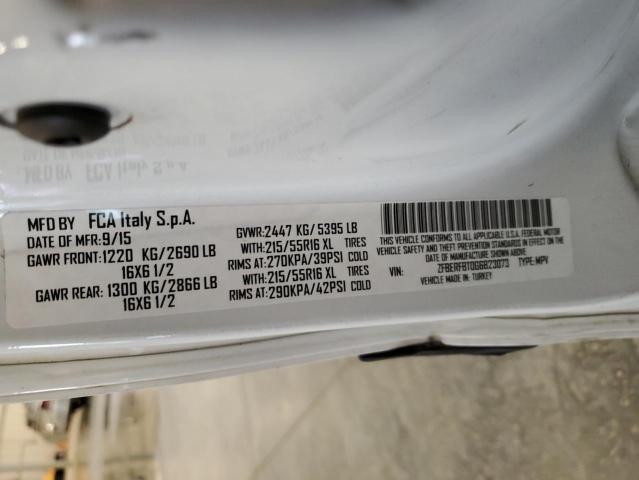 MFD BY FCA Italy S.p.A.
DATE OF MFR: 9/15
GAWR FRONT: 1220 KG/2690 LB
16X6 1/2
GAWR REAR: 1300 KG/2866 LB
16X6 1/2
GVWR: 2447 KG/ 5395 LB
WITH: 215/55R16 XL TIRES
RIMS AT: 270KPA/39PSI COLD
WITH: 215/55R16 XL TIRES
RIMS AT: 290KPA/42PSI COLD
THIS VEHICLE CONFORMS TO ALL APPLICABLE U.S.A. FEDERAL MOTOR
VEHICLE SAFETY AND BUMPER STANDARDS IN EFFECT ON THE
DATE OF MANUFACTURE SHOWN ABOVE
VIN: ZFBERFBT0G6B23073 TYPE: MPV
VEHICLE MADE IN: TURKEY